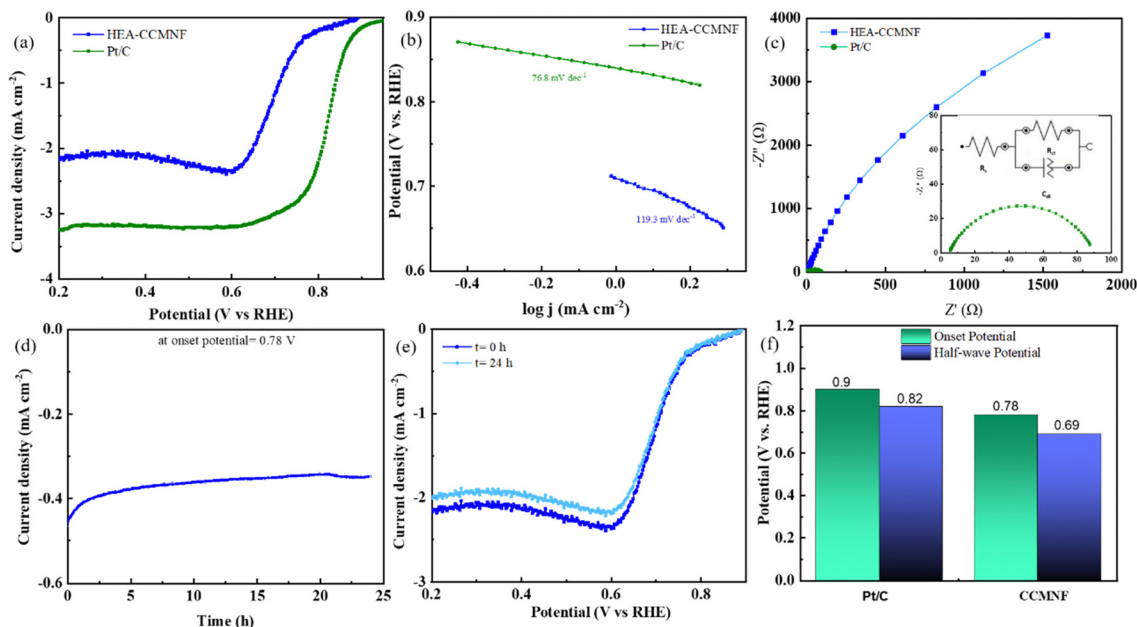 (a)
HEA-CCMNF
Pt/C
0
-1
-2
-3
-4
0.2
0.4
0.6
0.8
Current density (mA cm-2)
Potential (V vs RHE)
(b)
HEA-CCMNF
Pt/C
76.8 mV dec-1
119.3 mV dec-1
0.9
0.8
0.7
0.6
-0.4
-0.2
0.0
0.2
0.4
Potential (V vs. RHE)
log j (mA cm-2)
(c)
HEA-CCMNF
Pt/C
4000
3000
2000
1000
0
0
500
1000
1500
2000
-Z'' (Ω)
Z' (Ω)
80
60
40
20
0
0
20
40
60
80
100
-Z'' (Ω)
Rs
Rct
Cdl
(d)
at onset potential= 0.78 V
0.0
-0.2
-0.4
-0.6
0
5
10
15
20
25
Current density (mA cm-2)
Time (h)
(e)
t= 0 h
t= 24 h
0
-1
-2
-3
0.2
0.4
0.6
0.8
Current density (mA cm-2)
Potential (V vs RHE)
(f)
Onset Potential
Half-wave Potential
1.2
1.0
0.8
0.6
0.4
0.2
0.0
0.9
0.82
0.78
0.69
Pt/C
CCMNF
Potential (V vs. RHE)